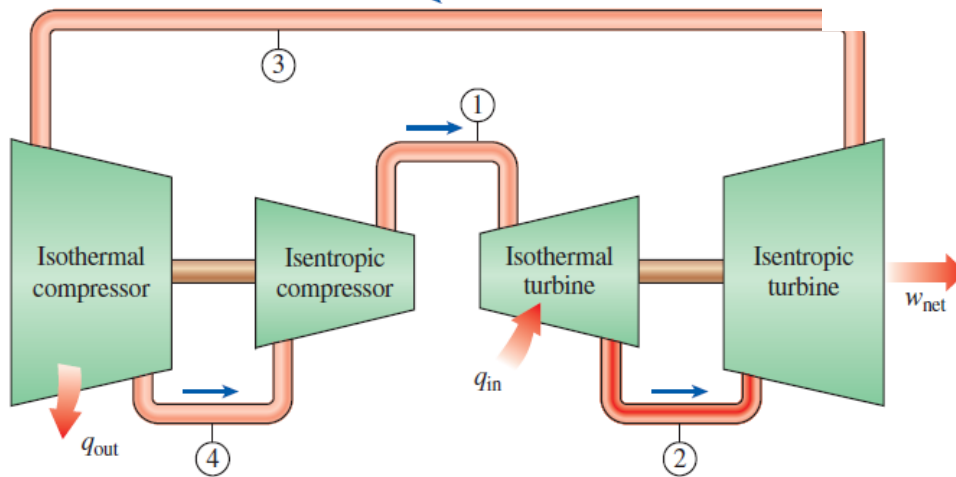 3
1
Isothermal
compressor
Isentropic
compressor
Isothermal
turbine
Isentropic
turbine
w_net
q_in
q_out
4
2